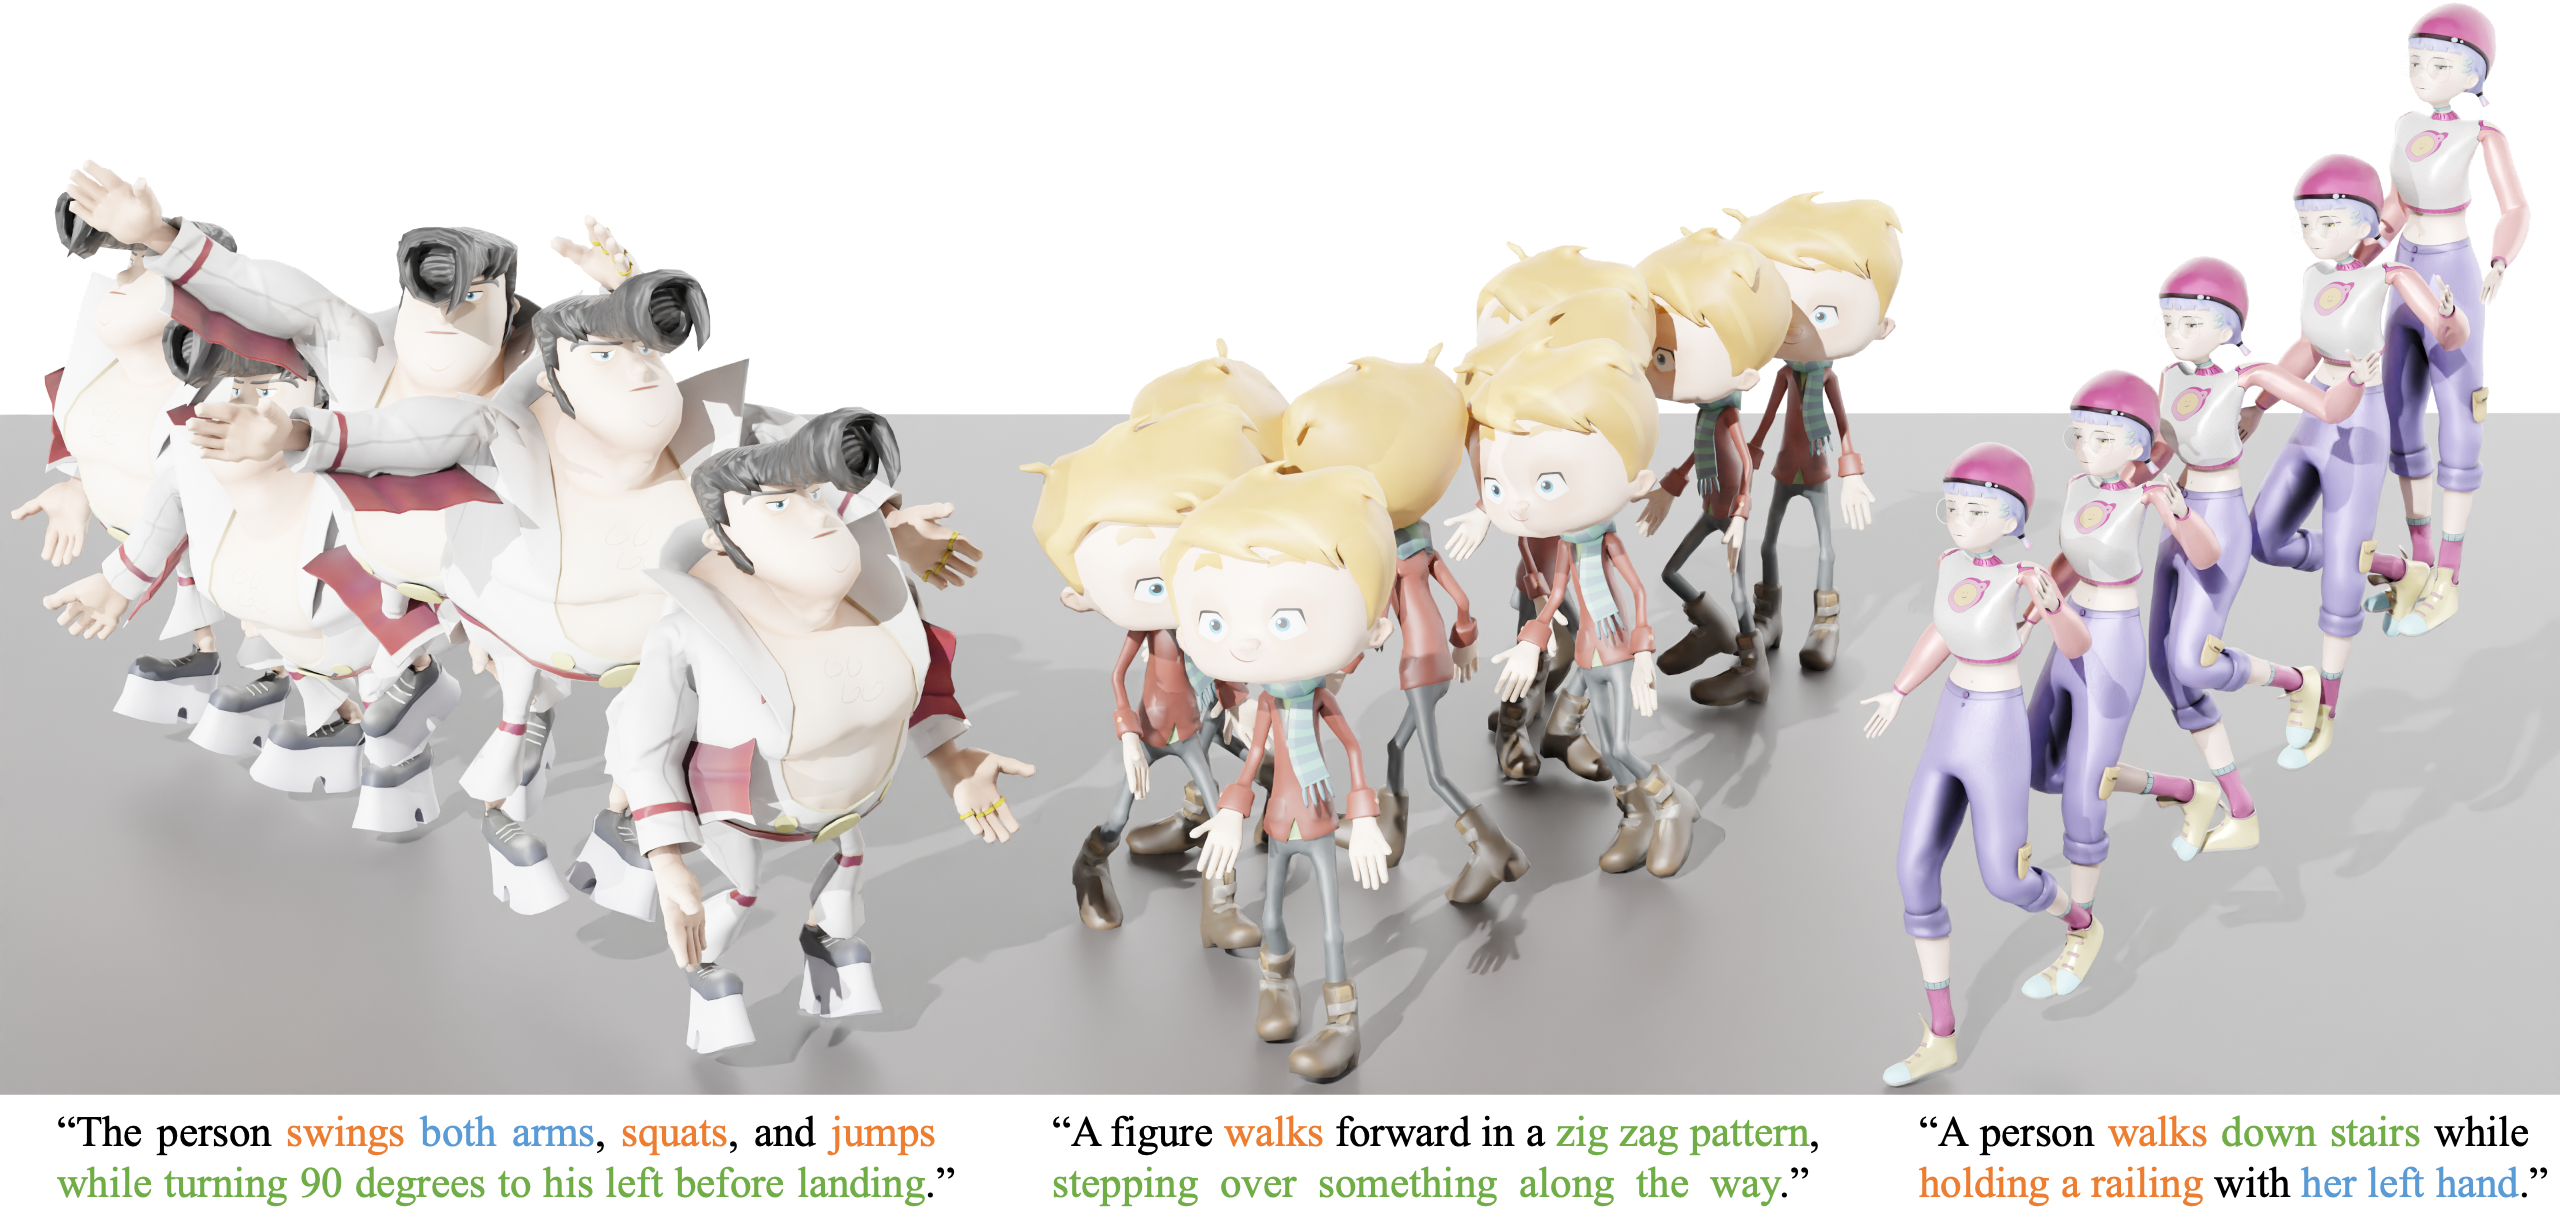 “The person swings both arms, squats, and jumps
while turning 90 degrees to his left before landing.”
“A figure walks forward in a zig zag pattern,
stepping over something along the way.”
“A person walks down stairs while
holding a railing with her left hand.”